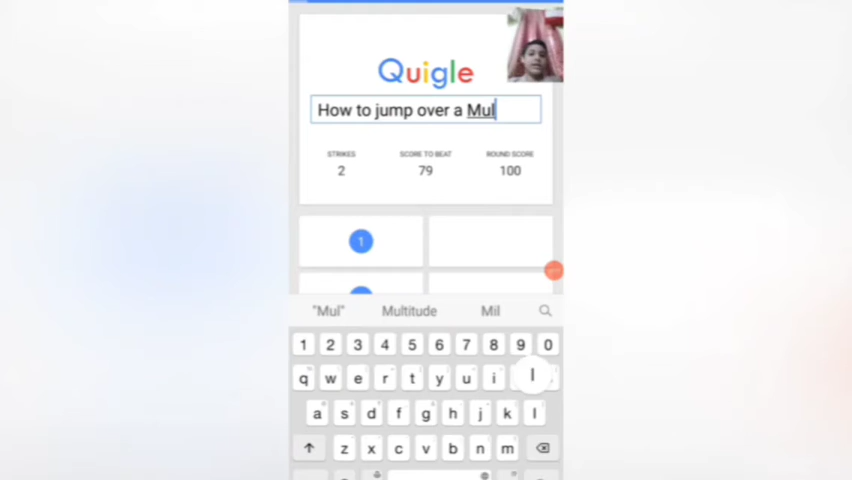 Quigle
How to jump over a Mul
STRIKES SCORE TO BEAT ROUND SCORE
2 79 100
1
"Mul" Multitude Mil
1 2 3 4 5 6 7 8 9 0
q w e r t y u i l
a s d f g h j k l
z x c v b n m